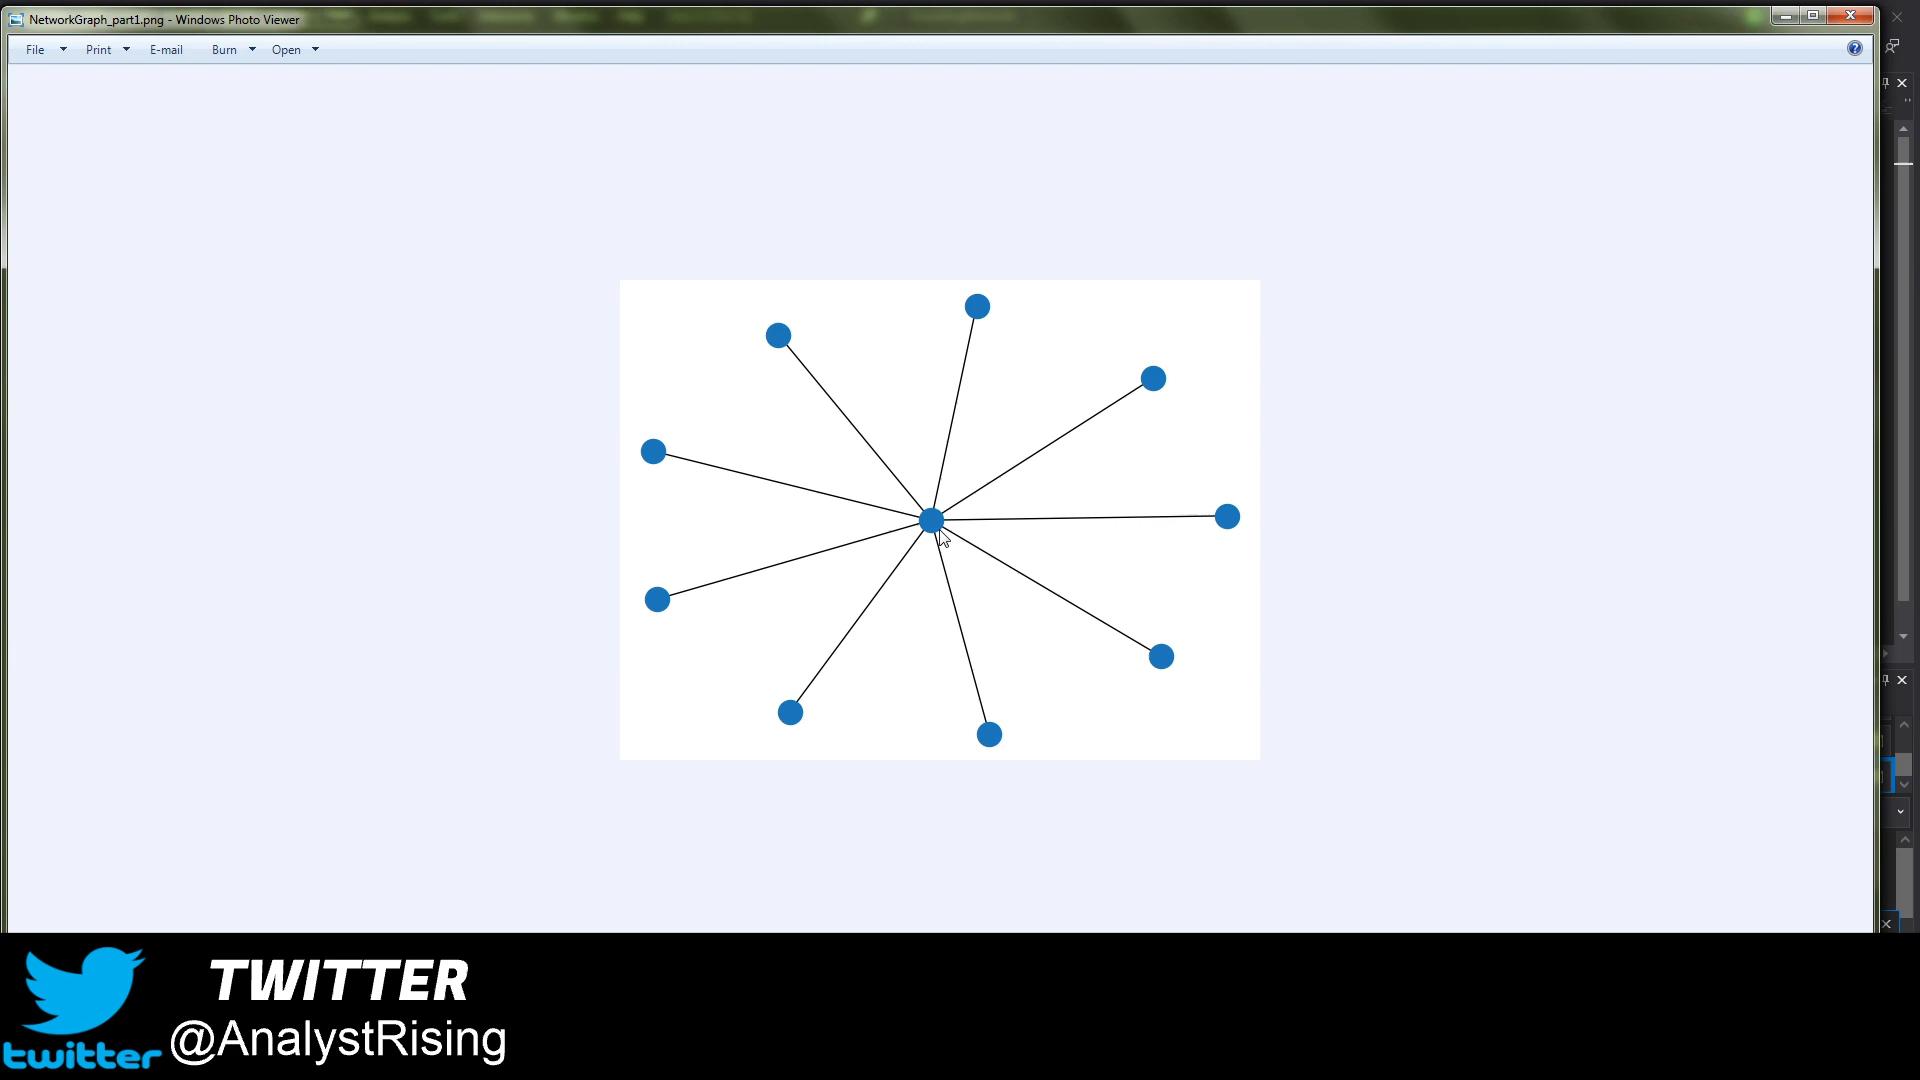 NetworkGraph_part1.png - Windows Photo Viewer
File Print E-mail Burn Open
TWITTER
@AnalystRising
twitter